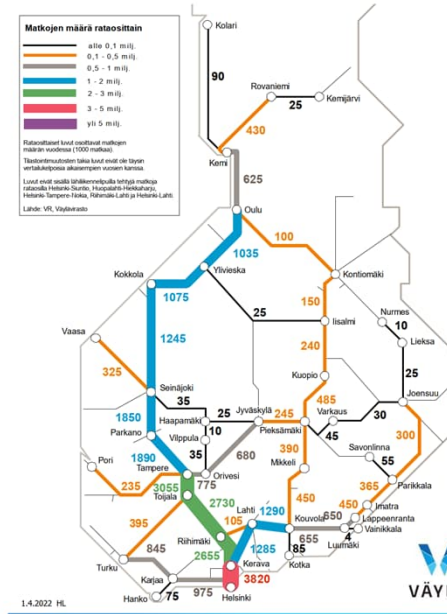 Matkojen määrä rataosittain
alle 0,1 milj.
0,1 - 0,5 milj.
0,5 - 1 milj.
1 - 2 milj.
2 - 3 milj.
3 - 5 milj.
yli 5 milj.
Rataosittaiset luvut osoittavat matkojen
määrän vuodessa (1000 matkaa).
Tilastointimuutosten takia luvut eivät ole täysin
vertailukelpoisia aikaisempien vuosien kanssa.
Luvut eivät sisällä lähiliikennelipuilla tehtyjä matkoja
rataosilla Helsinki-Siuntio, Huopalahti-Hiekkaharju,
Helsinki-Tampere-Nokia, Riihimäki-Lahti ja Helsinki-Lahti
Lähde: VR, Väylävirasto
Kolari
90
Rovaniemi
25
Kemijärvi
430
Kemi
625
Oulu
1035
100
Ylivieska
Kontiomäki
Kokkola
1075
150
Nurmes
25
10
Iisalmi
Lieksa
1245
240
Vaasa
325
25
Kuopio
Joensuu
Seinäjoki
35
485
30
Jyväskylä
Haapamäki
25
245
Varkaus
1850
Parkano
10
Pieksämäki
45
300
Vilppula
680
390
Savonlinna
1890
35
55
Pori
Tampere
Orivesi
Mikkeli
775
365
Parikkala
235
3055
Toijala
2730
450
Imatra
450
395
Lahti
1290
Kouvola
650
Lappeenranta
105
Vainikkala
Riihimäki
655
4
Luumäki
845
2655
1285
85
Turku
Kerava
Kotka
Karjaa
975
3820
75
Hanko
Helsinki
1.4.2022 HL
VÄYL